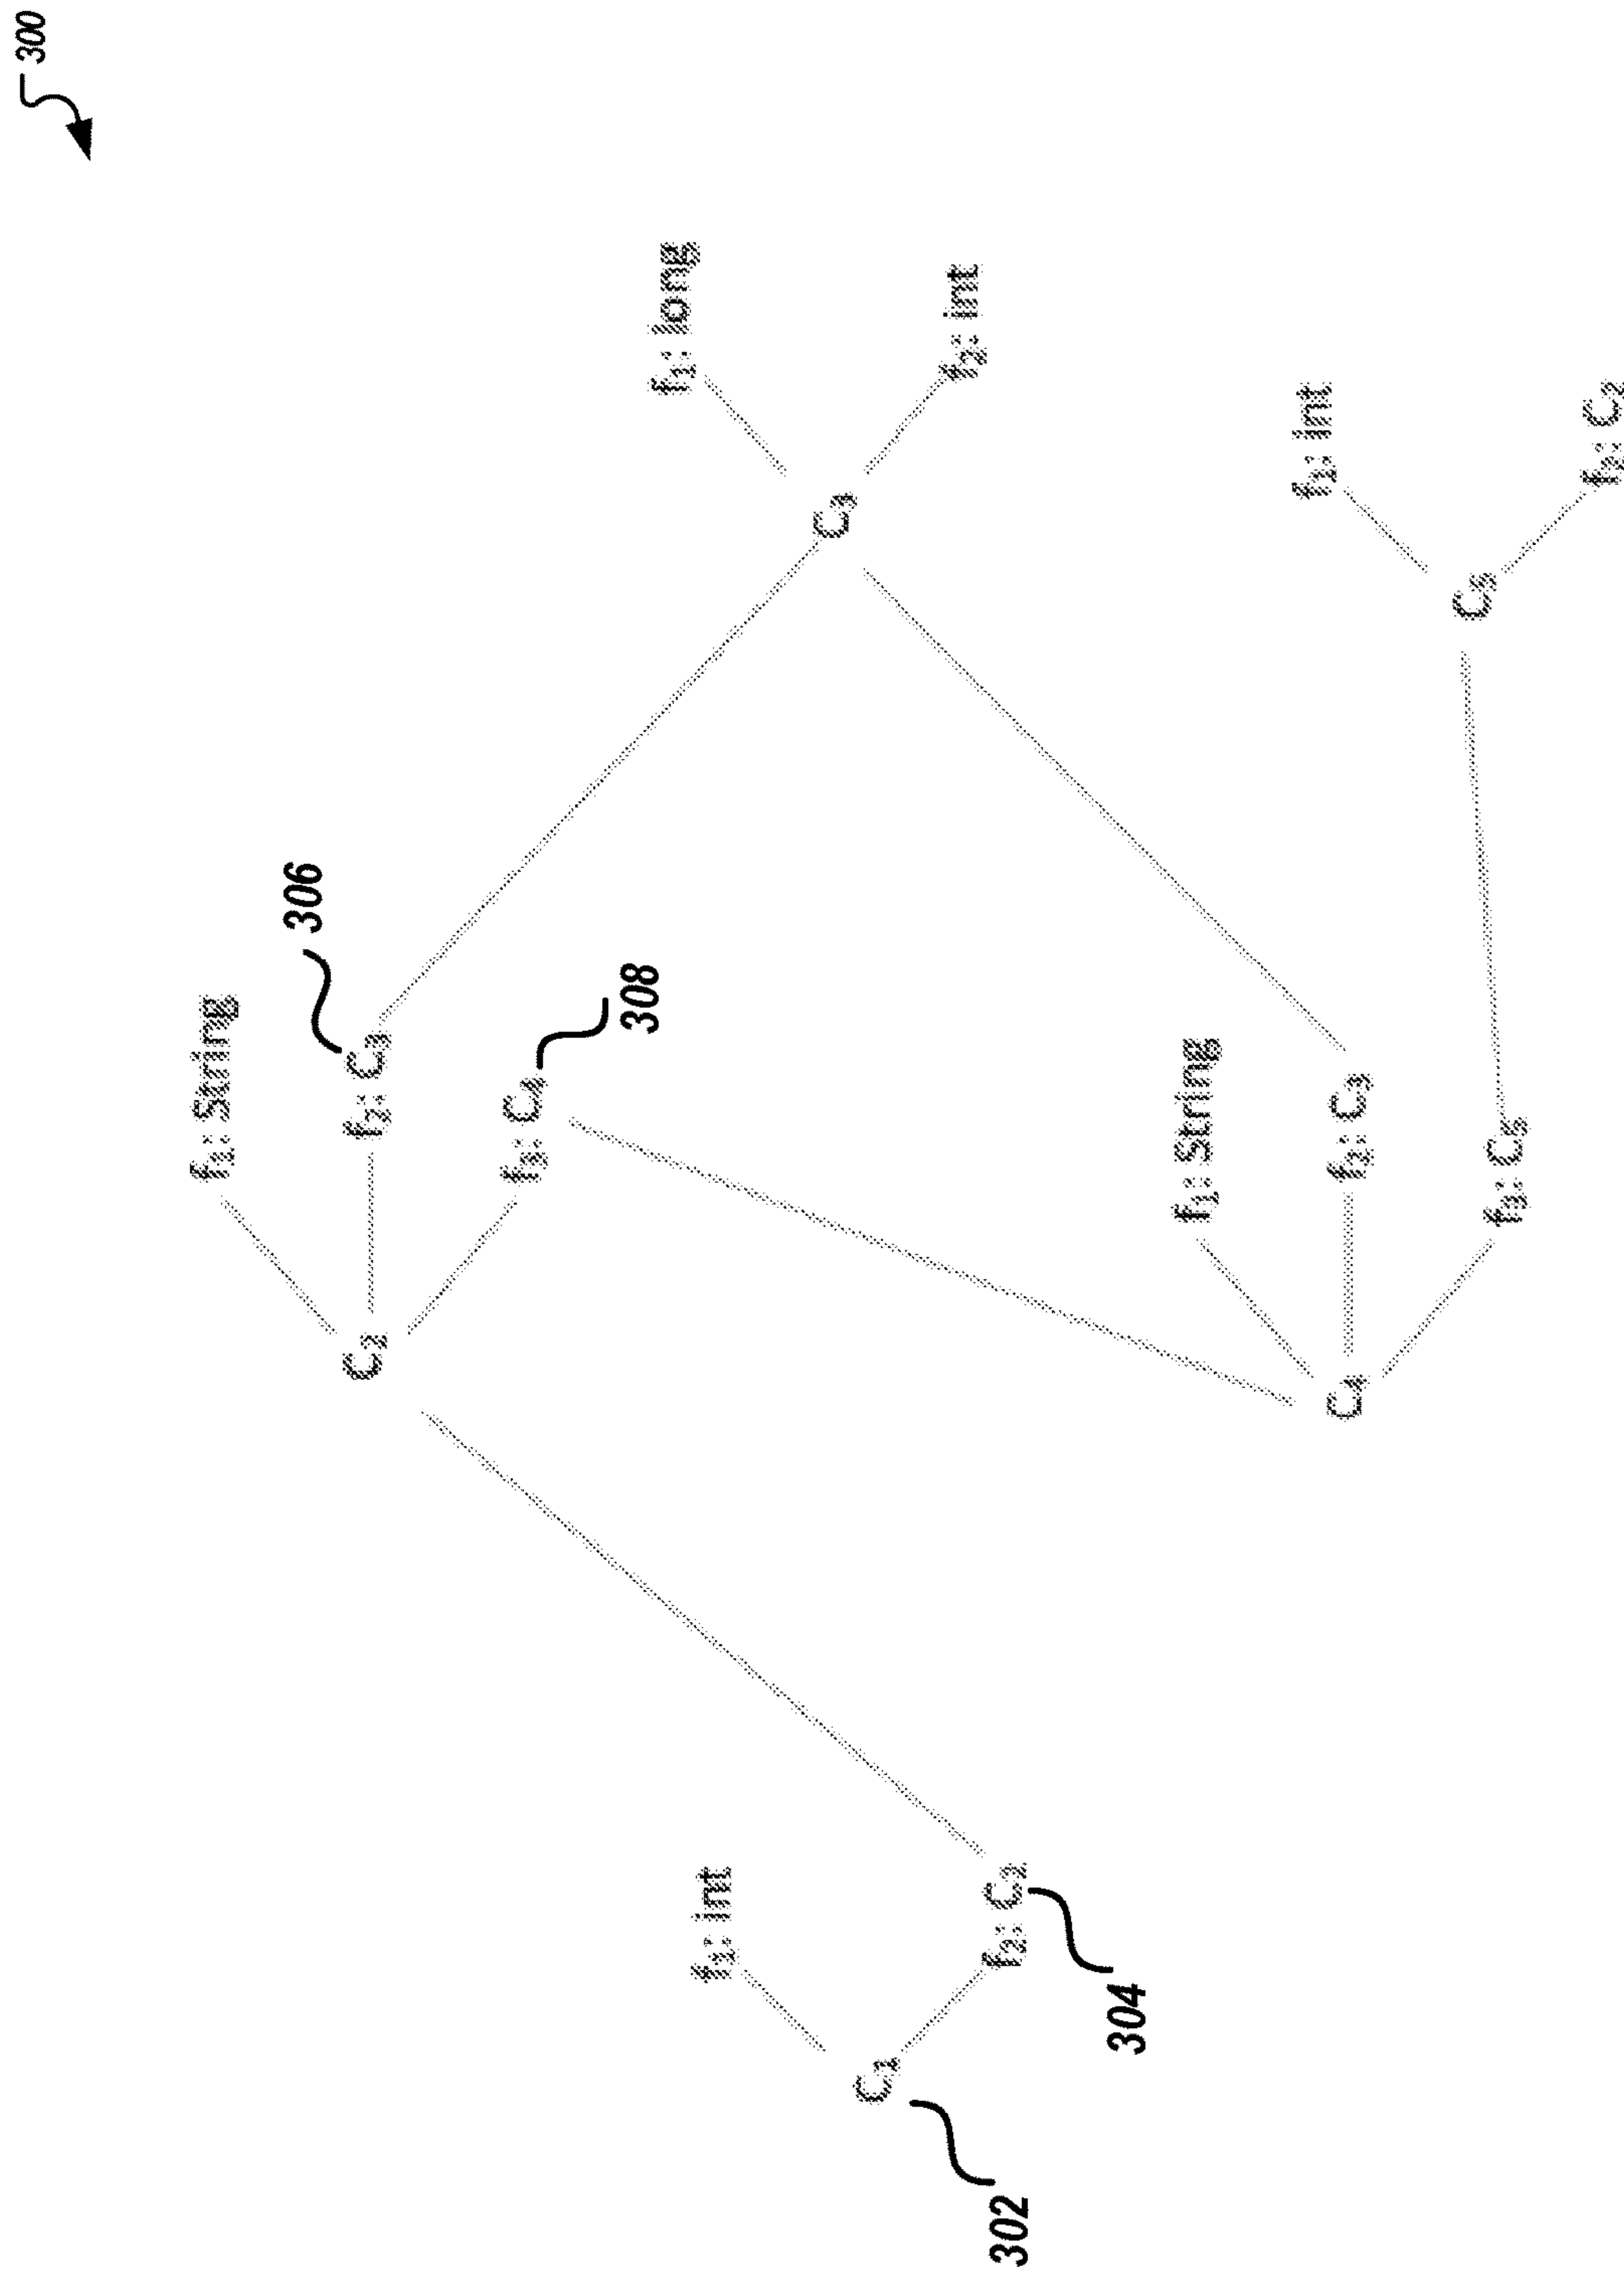 300
f₁: String
f₂: C₃
306
f₃: C₄
308
C₂
f₁: long
C₃
f₂: int
f₁: int
C₁
302
f₂: C₂
304
f₁: String
C₄
f₂: C₃
f₃: C₅
f₁: int
C₅
f₂: C₂